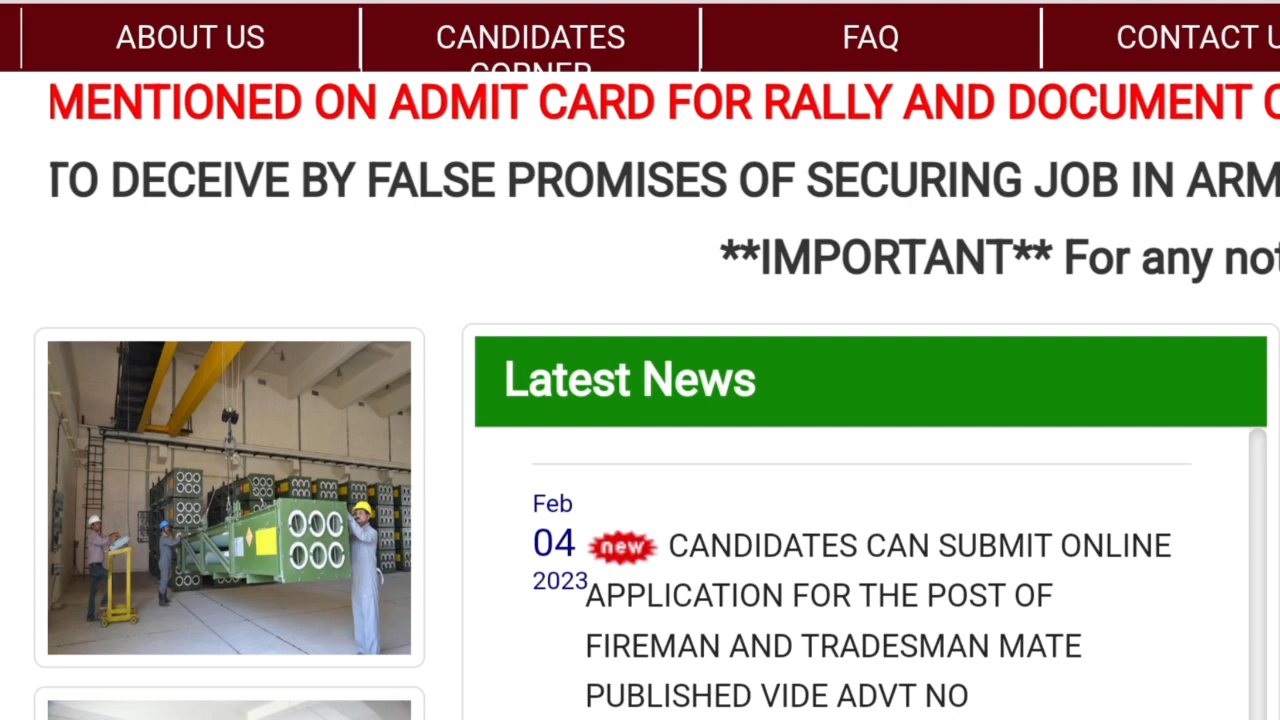 ABOUT US
CANDIDATES
CORNER
FAQ
CONTACT U
MENTIONED ON ADMIT CARD FOR RALLY AND DOCUMENT
TO DECEIVE BY FALSE PROMISES OF SECURING JOB IN ARM
**IMPORTANT** For any not
Latest News
Feb
04
2023
new CANDIDATES CAN SUBMIT ONLINE
APPLICATION FOR THE POST OF
FIREMAN AND TRADESMAN MATE
PUBLISHED VIDE ADVT NO